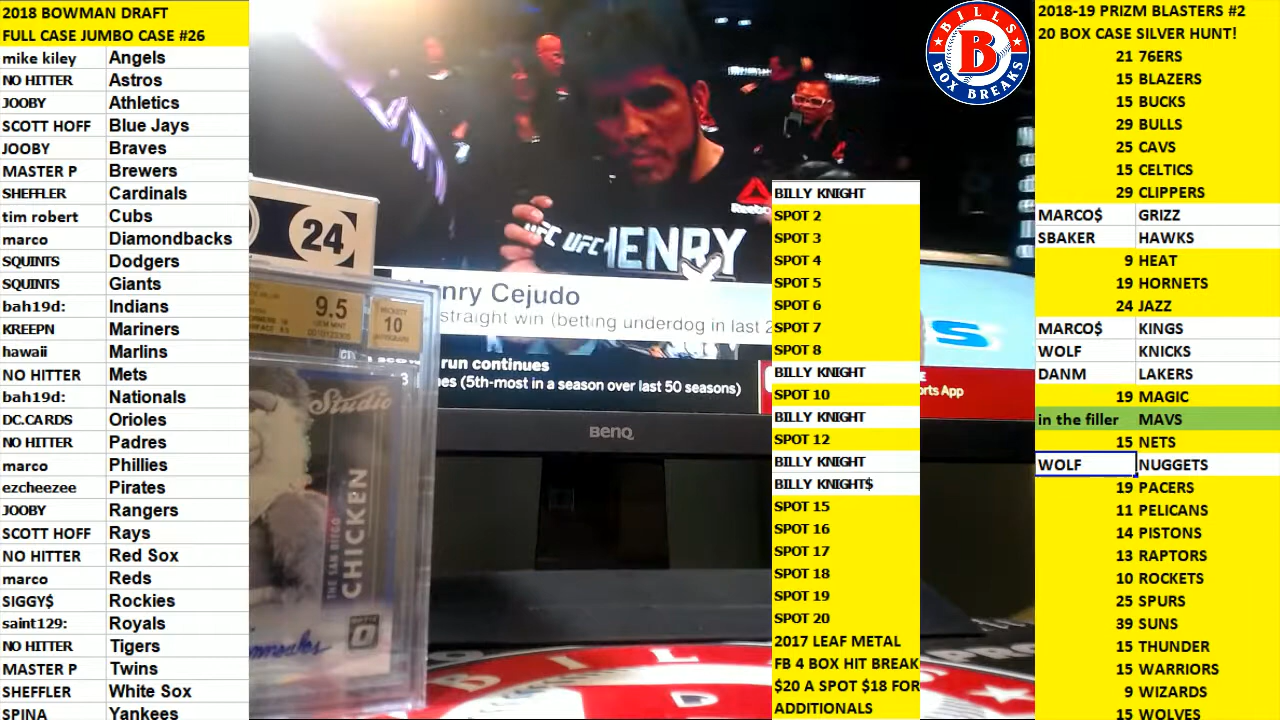 2018 BOWMAN DRAFT
FULL CASE JUMBO CASE #26
mike kiley Angels
NO HITTER Astros
JOOBY Athletics
SCOTT HOFF Blue Jays
JOOBY Braves
MASTER P Brewers
SHEFFLER Cardinals
tim robert Cubs
marco Diamondbacks
SQUINTS Dodgers
SQUINTS Giants
bah19d: Indians
KREEPN Mariners
hawaii Marlins
NO HITTER Mets
bah19d: Nationals
DC.CARDS Orioles
NO HITTER Padres
marco Phillies
ezcheezee Pirates
JOOBY Rangers
SCOTT HOFF Rays
NO HITTER Red Sox
marco Reds
SIGGY$ Rockies
saint129: Royals
NO HITTER Tigers
MASTER P Twins
SHEFFLER White Sox
SPINA Yankees
24
9.5
GEM MINT
10
AUTOGRAPH
Studio
THE SAN DIEGO
CHICKEN
OPTIC
UFC UFC HENRY
Reebok
enry Cejudo
straight win (betting underdog in last 2
run continues
es (5th-most in a season over last 50 seasons)
orts App
BENQ
BILLS
B
BOX BREAKS
BILLY KNIGHT
SPOT 2
SPOT 3
SPOT 4
SPOT 5
SPOT 6
SPOT 7
SPOT 8
BILLY KNIGHT
SPOT 10
BILLY KNIGHT
SPOT 12
BILLY KNIGHT
BILLY KNIGHT$
SPOT 15
SPOT 16
SPOT 17
SPOT 18
SPOT 19
SPOT 20
2017 LEAF METAL
FB 4 BOX HIT BREAK
$20 A SPOT $18 FOR
ADDITIONALS
2018-19 PRIZM BLASTERS #2
20 BOX CASE SILVER HUNT!
21 76ERS
15 BLAZERS
15 BUCKS
29 BULLS
25 CAVS
15 CELTICS
29 CLIPPERS
MARCO$ GRIZZ
SBAKER HAWKS
9 HEAT
19 HORNETS
24 JAZZ
MARCO$ KINGS
WOLF KNICKS
DANM LAKERS
19 MAGIC
in the filler MAVS
15 NETS
WOLF NUGGETS
19 PACERS
11 PELICANS
14 PISTONS
13 RAPTORS
10 ROCKETS
25 SPURS
39 SUNS
15 THUNDER
15 WARRIORS
9 WIZARDS
15 WOLVES